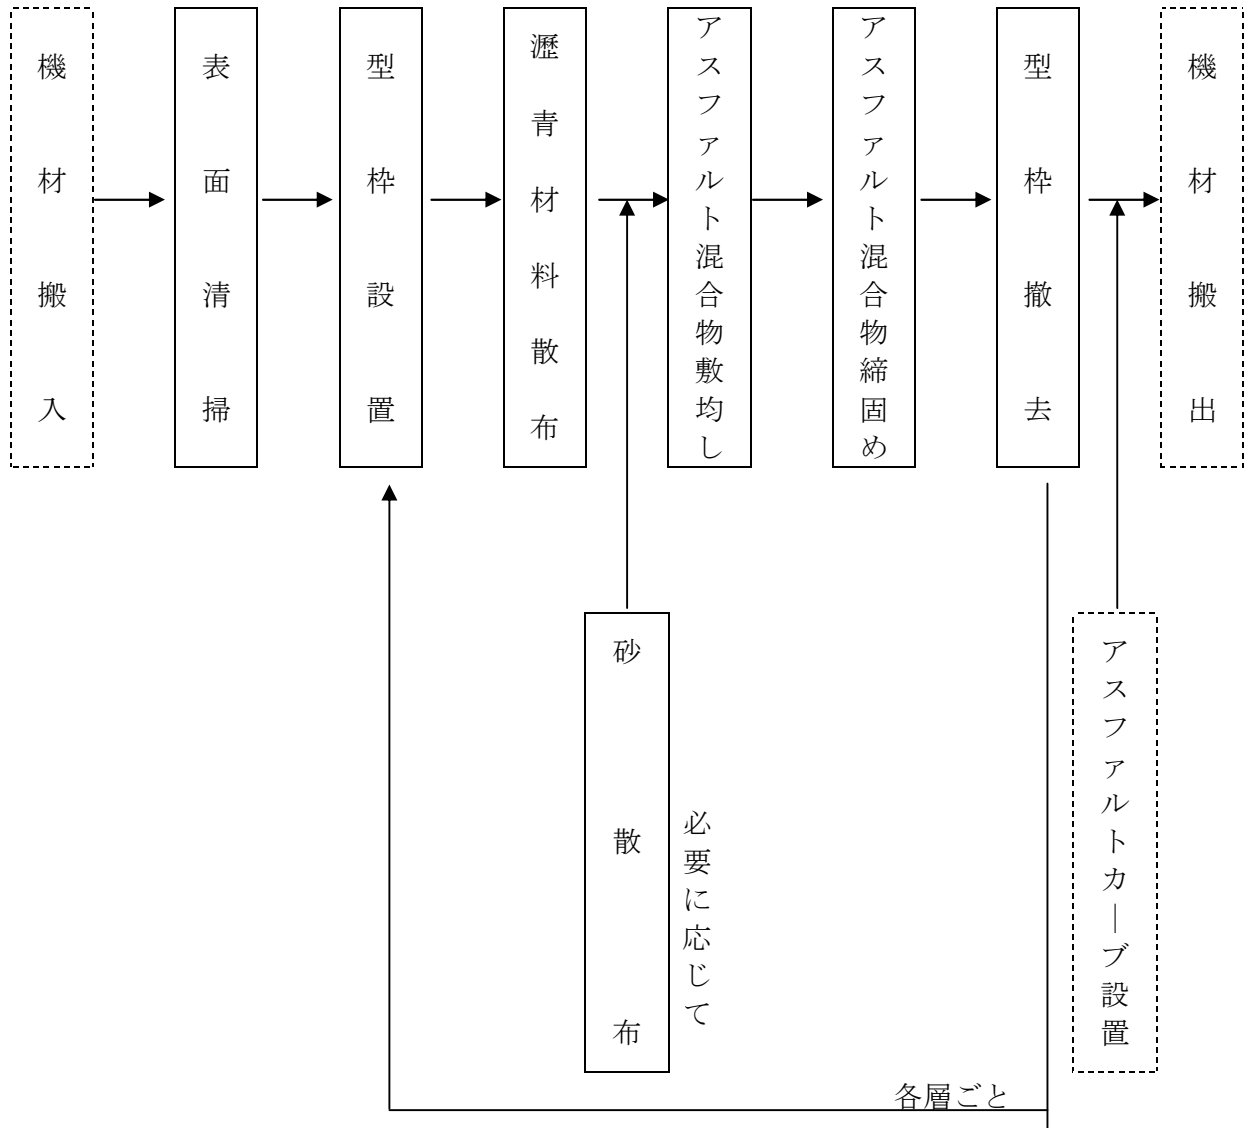 機材搬入
表面清掃
型枠設置
瀝青材料散布
アスファルト混合物敷均し
アスファルト混合物締固め
型枠撤去
機材搬出
砂散布
必要に応じて
アスファルトカーブ設置
各層ごと